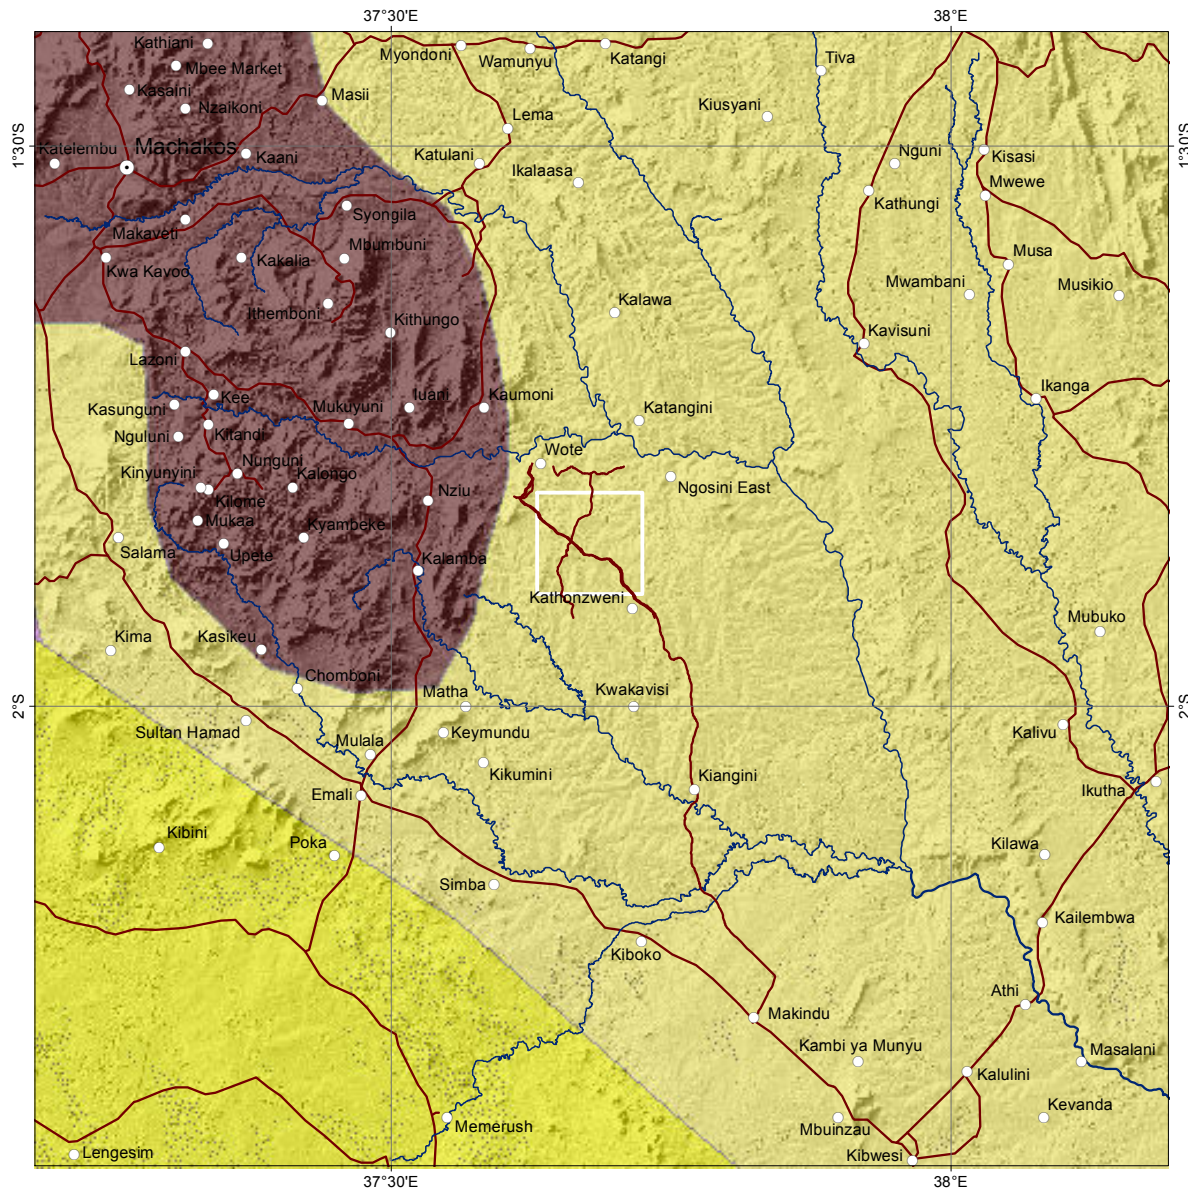 37°30'E
38°E
Kathiani
Myondoni
Wamunyu
Katangi
Tiva
Mbee Market
Kasaini
Masii
Nzaikoni
Kiusyani
Lema
1°30'S
1°30'S
Katelembu
Machakos
Kaani
Katulani
Ikalaasa
Nguni
Kisasi
Mwewe
Kathungi
Syongila
Makaveti
Mbumbuni
Kwa Kavoo
Kakalia
Musa
Mwambani
Musikio
Ithemboni
Kithungo
Kalawa
Kavisuni
Lazoni
Kee
Iuani
Kaumoni
Ikanga
Kasunguni
Mukuyuni
Katangini
Nguluni
Kitandi
Wote
Nunguni
Kinyunyini
Kalongo
Kilome
Nziu
Ngosini East
Mukaa
Kyambeke
Salama
Upete
Kalamba
Kathonzweni
Mubuko
Kima
Kasikeu
Chomboni
Matha
Kwakavisi
2°S
2°S
Sultan Hamad
Mulala
Keymundu
Kalivu
Kikumini
Kiangini
Emali
Ikutha
Kibini
Poka
Kilawa
Simba
Kailembwa
Kiboko
Athi
Makindu
Kambi ya Munyu
Masalani
Kalulini
Memerush
Mbuinzau
Kevanda
Lengesim
Kibwesi
37°30'E
38°E